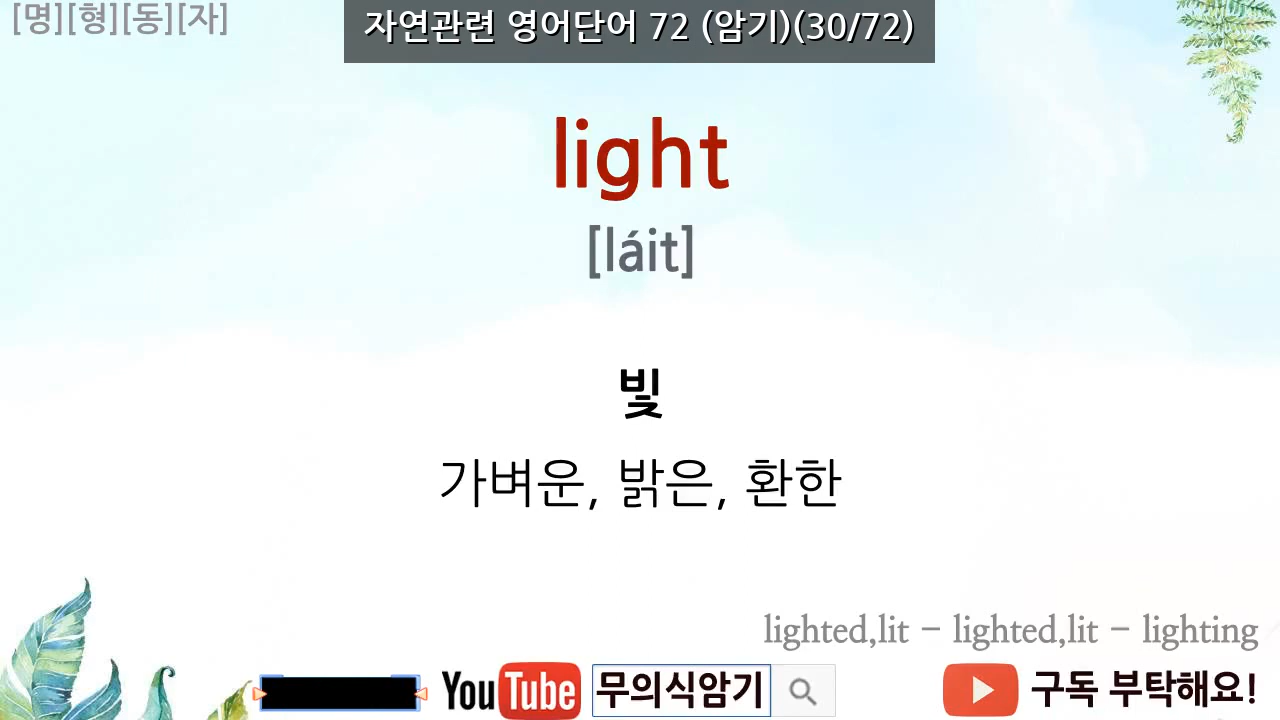 [명][형][동][자]
자연관련 영어단어 72 (암기)(30/72)
light
[láit]
빛
가벼운, 밝은, 환한
lighted,lit - lighted,lit - lighting
YouTube 무의식암기 구독 부탁해요!